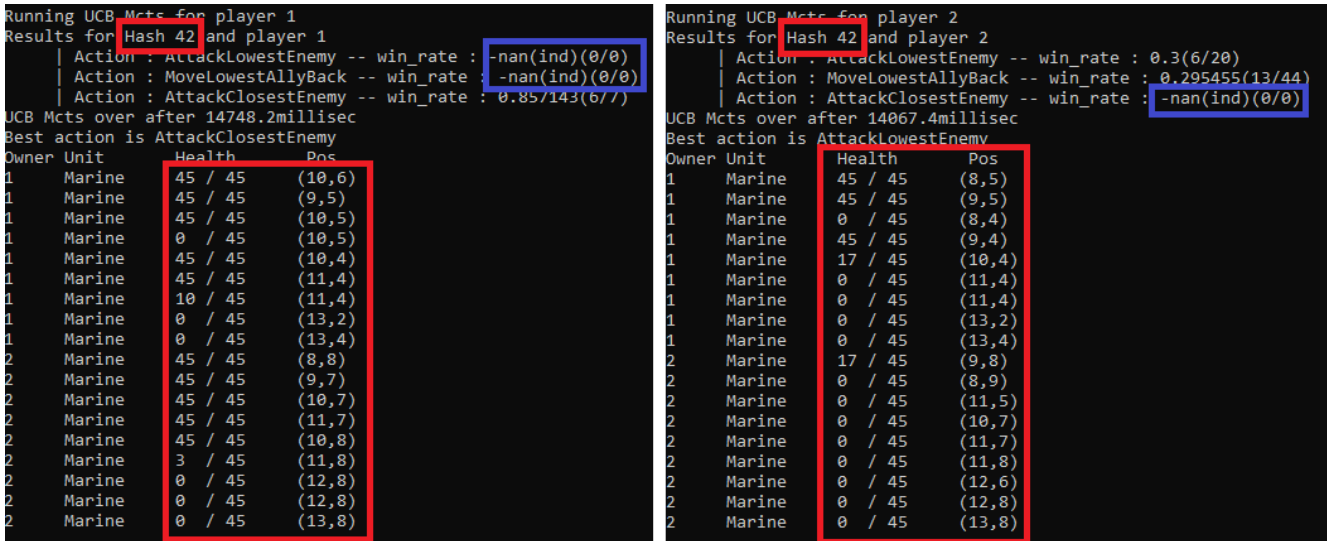 Running UCB Mcts for player 1
Results for Hash 42 and player 1
| Action : AttackLowestEnemy -- win_rate : -nan(ind)(0/0)
| Action : MoveLowestAllyBack -- win_rate : -nan(ind)(0/0)
| Action : AttackClosestEnemy -- win_rate : 0.857143(6/7)
UCB Mcts over after 14748.2millisec
Best action is AttackClosestEnemy
Owner Unit Health Pos
1 Marine 45 / 45 (10,6)
1 Marine 45 / 45 (9,5)
1 Marine 45 / 45 (10,5)
1 Marine 0 / 45 (10,5)
1 Marine 45 / 45 (10,4)
1 Marine 45 / 45 (11,4)
1 Marine 10 / 45 (11,4)
1 Marine 0 / 45 (13,2)
1 Marine 0 / 45 (13,4)
2 Marine 45 / 45 (8,8)
2 Marine 45 / 45 (9,7)
2 Marine 45 / 45 (10,7)
2 Marine 45 / 45 (11,7)
2 Marine 45 / 45 (10,8)
2 Marine 3 / 45 (11,8)
2 Marine 0 / 45 (12,8)
2 Marine 0 / 45 (12,8)
2 Marine 0 / 45 (13,8)
Running UCB Mcts for player 2
Results for Hash 42 and player 2
| Action : AttackLowestEnemy -- win_rate : 0.3(6/20)
| Action : MoveLowestAllyBack -- win_rate : 0.295455(13/44)
| Action : AttackClosestEnemy -- win_rate : -nan(ind)(0/0)
UCB Mcts over after 14067.4millisec
Best action is AttackLowestEnemy
Owner Unit Health Pos
1 Marine 45 / 45 (8,5)
1 Marine 45 / 45 (9,5)
1 Marine 0 / 45 (8,4)
1 Marine 45 / 45 (9,4)
1 Marine 17 / 45 (10,4)
1 Marine 0 / 45 (11,4)
1 Marine 0 / 45 (11,4)
1 Marine 0 / 45 (13,2)
1 Marine 0 / 45 (13,4)
2 Marine 17 / 45 (9,8)
2 Marine 0 / 45 (8,9)
2 Marine 0 / 45 (11,5)
2 Marine 0 / 45 (10,7)
2 Marine 0 / 45 (11,7)
2 Marine 0 / 45 (11,8)
2 Marine 0 / 45 (12,6)
2 Marine 0 / 45 (12,8)
2 Marine 0 / 45 (13,8)